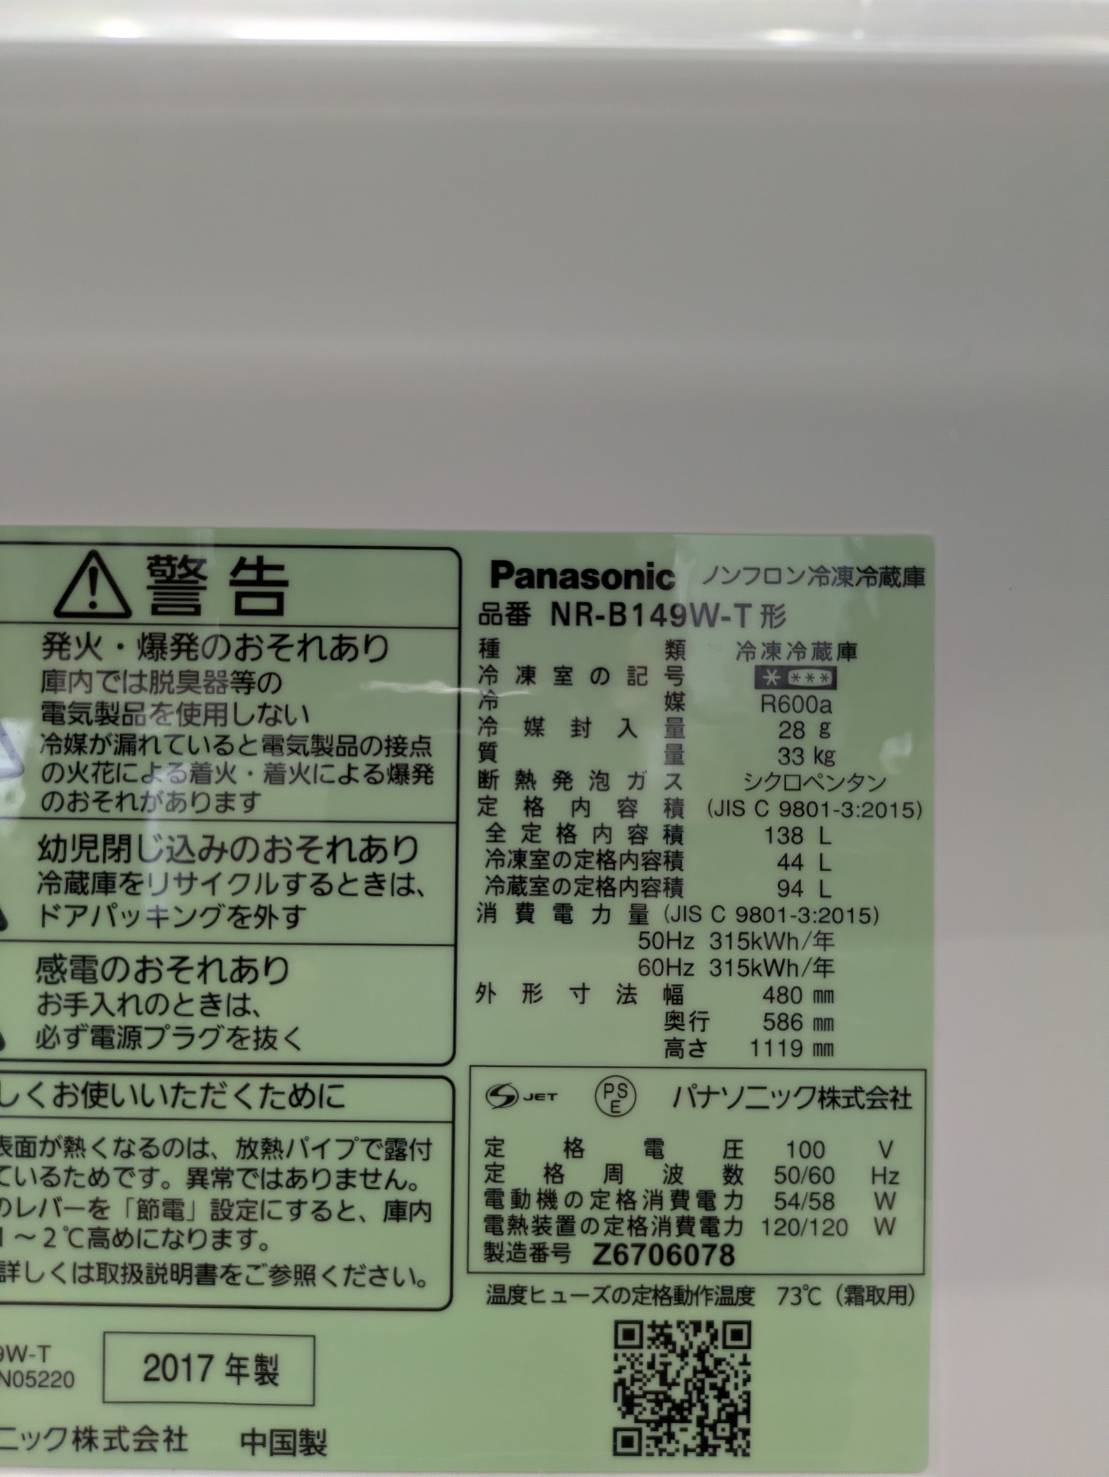 警告
発火・爆発のおそれあり
庫内では脱臭器等の
電気製品を使用しない
冷媒が漏れていると電気製品の接点
の火花による着火・着火による爆発
のおそれがあります
幼児閉じ込みのおそれあり
冷蔵庫をリサイクルするときは、
ドアパッキングを外す
感電のおそれあり
お手入れのときは、
必ず電源プラグを抜く
しくお使いいただくために
表面が熱くなるのは、放熱パイプで露付
ているためです。異常ではありません。
のレバーを「節電」設定にすると、庫内
1～2℃高めになります。
詳しくは取扱説明書をご参照ください。
9W-T
N05220
2017年製
ニック株式会社 中国製
Panasonic ノンフロン冷凍冷蔵庫
品番 NR-B149W-T形
種類 冷凍冷蔵庫
冷凍室の記号 * ***
冷媒 R600a
冷媒封入量 28 g
質量 33 kg
断熱発泡ガス シクロペンタン
定格内容積 (JIS C 9801-3:2015)
全定格内容積 138 L
冷凍室の定格内容積 44 L
冷蔵室の定格内容積 94 L
消費電力量 (JIS C 9801-3:2015)
50Hz 315kWh/年
60Hz 315kWh/年
外形寸法 幅 480 mm
奥行 586 mm
高さ 1119 mm
JET PSE パナソニック株式会社
定格電圧 100 V
定格周波数 50/60 Hz
電動機の定格消費電力 54/58 W
電熱装置の定格消費電力 120/120 W
製造番号 Z6706078
温度ヒューズの定格動作温度 73℃（霜取用）